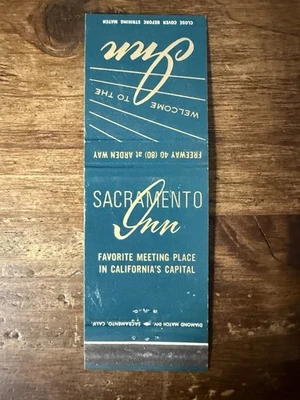 CLOSE COVER BEFORE STRIKING MATCH
WELCOME TO THE
Inn
FREEWAY 40 (80) at ARDEN WAY
SACRAMENTO
Inn
FAVORITE MEETING PLACE
IN CALIFORNIA'S CAPITAL
DIAMOND MATCH DIV. SACRAMENTO, CALIF.